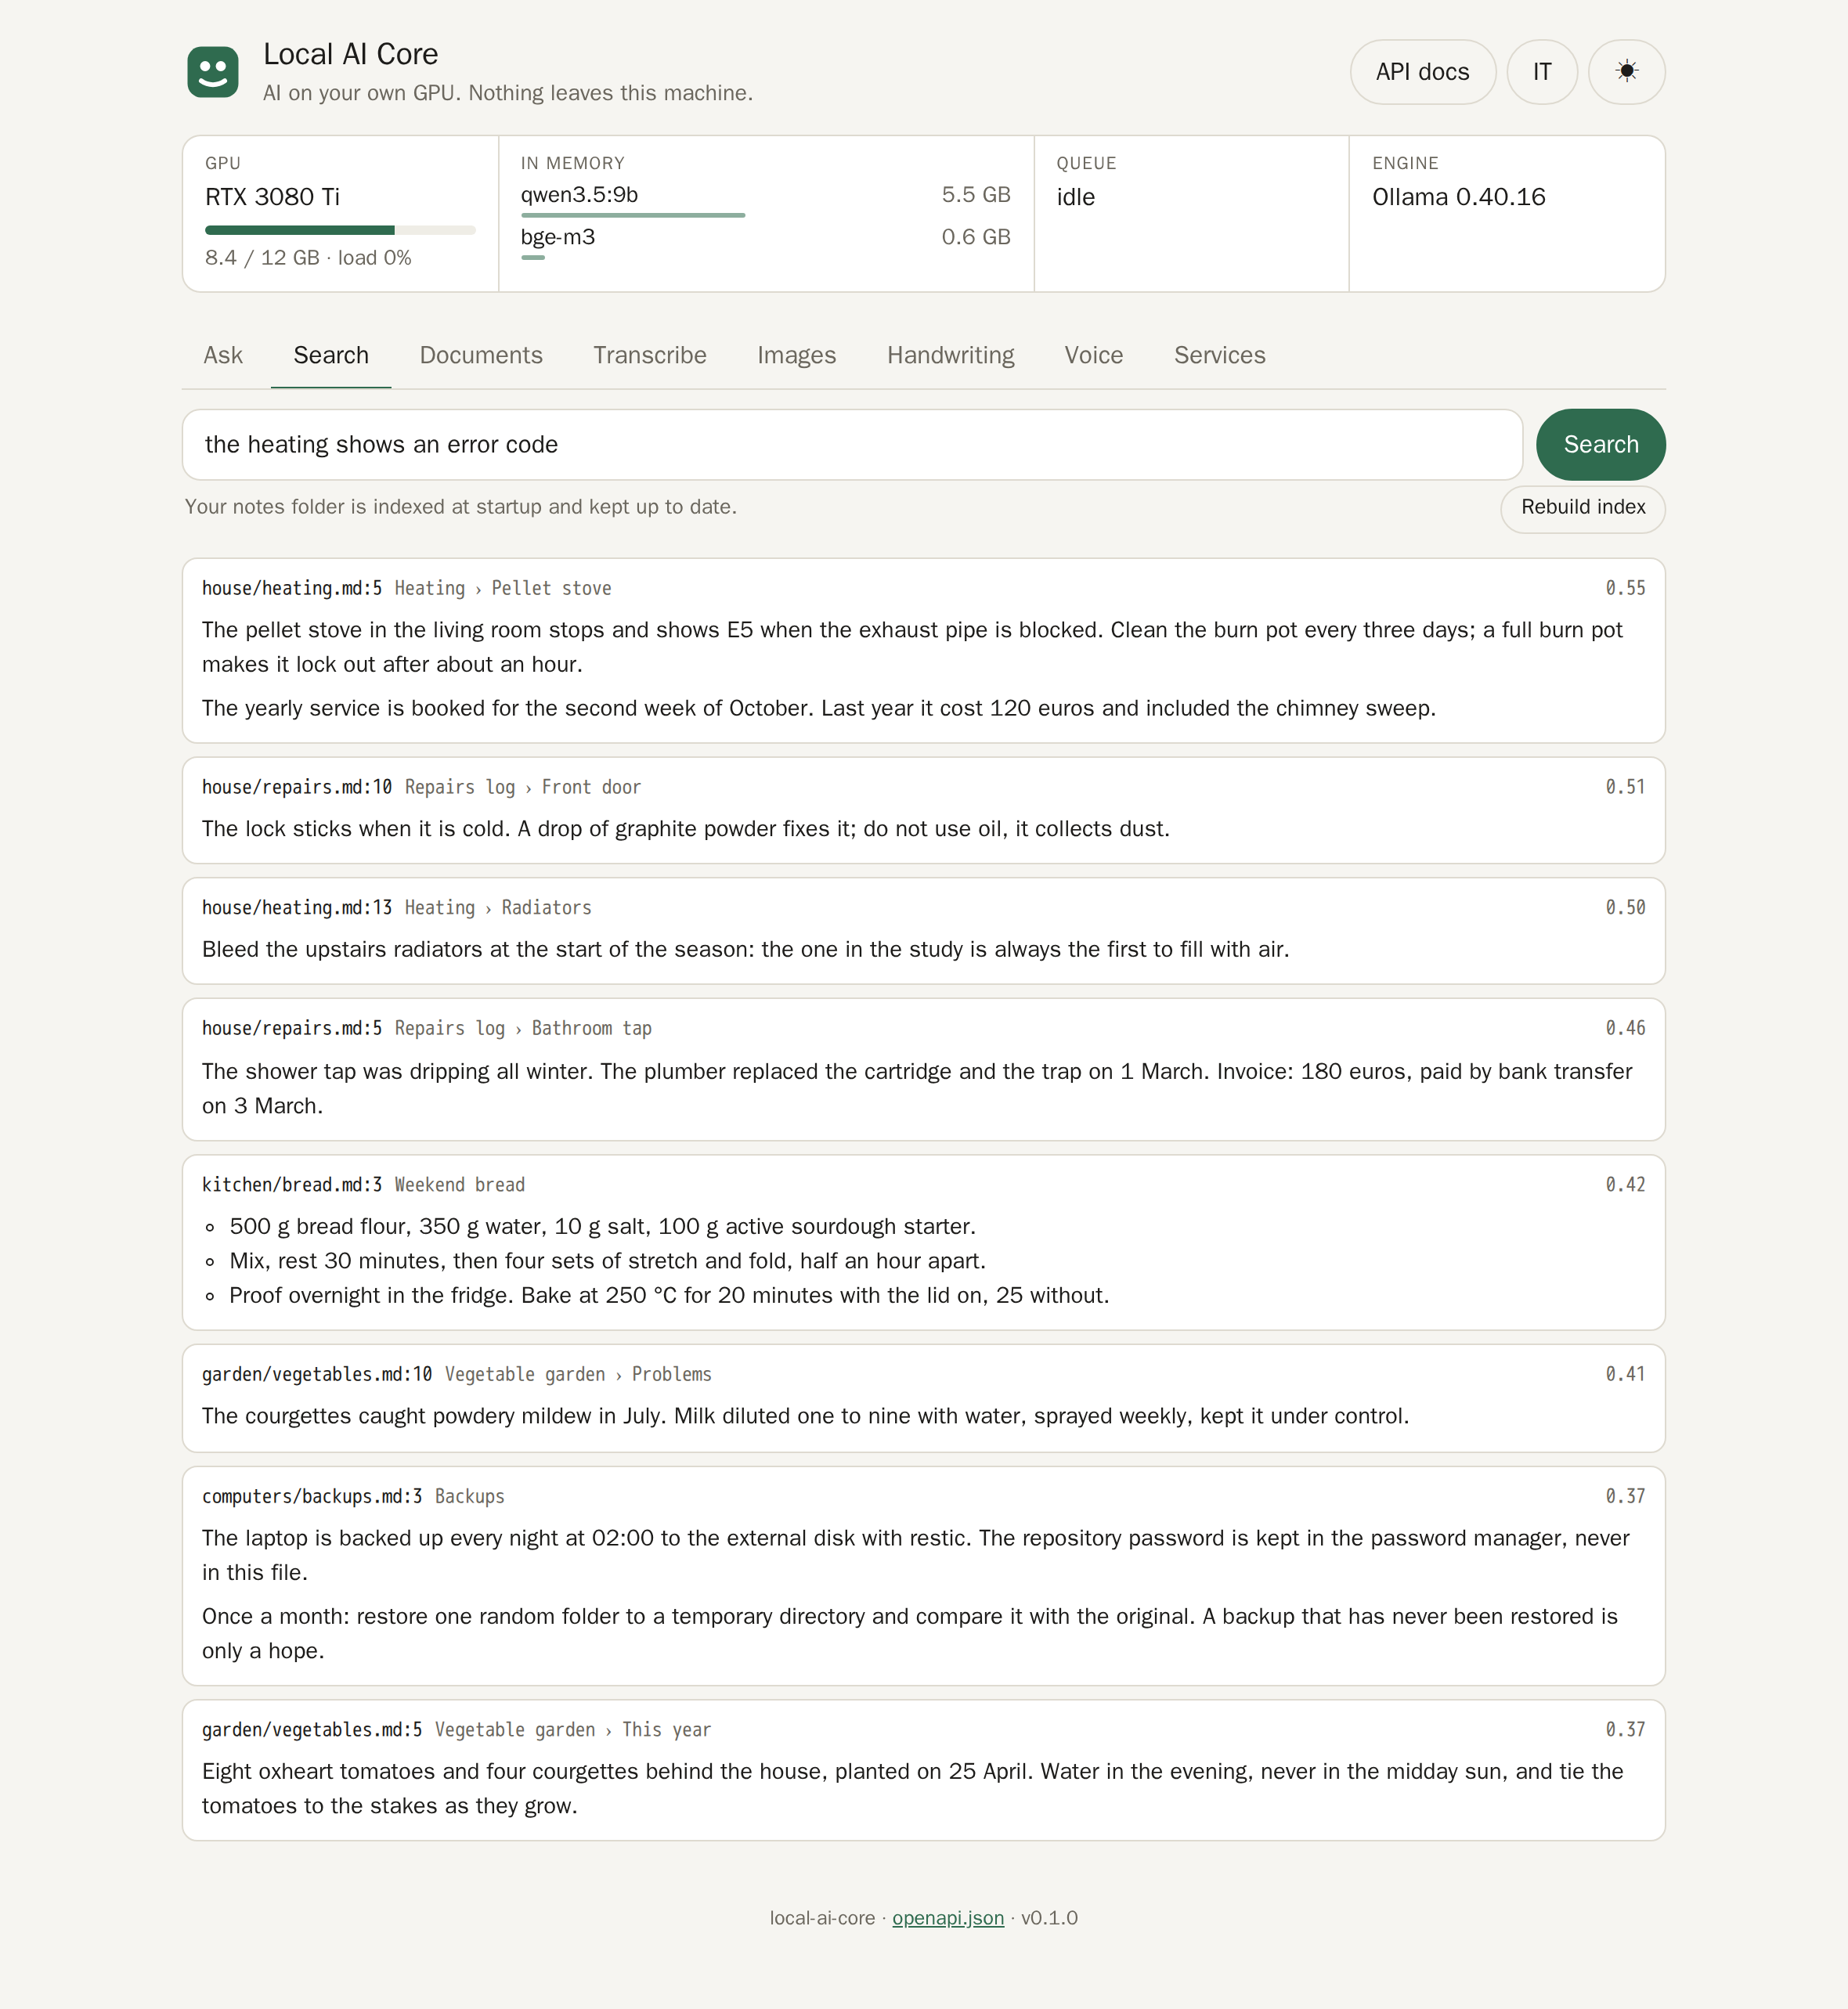 Local AI Core
AI on your own GPU. Nothing leaves this machine.
API docs
IT
GPU
RTX 3080 Ti
8.4 / 12 GB · load 0%
IN MEMORY
qwen3.5:9b 5.5 GB
bge-m3 0.6 GB
QUEUE
idle
ENGINE
Ollama 0.40.16
Ask Search Documents Transcribe Images Handwriting Voice Services
the heating shows an error code
Search
Your notes folder is indexed at startup and kept up to date.
Rebuild index
house/heating.md:5 Heating › Pellet stove 0.55
The pellet stove in the living room stops and shows E5 when the exhaust pipe is blocked. Clean the burn pot every three days; a full burn pot
makes it lock out after about an hour.
The yearly service is booked for the second week of October. Last year it cost 120 euros and included the chimney sweep.
house/repairs.md:10 Repairs log › Front door 0.51
The lock sticks when it is cold. A drop of graphite powder fixes it; do not use oil, it collects dust.
house/heating.md:13 Heating › Radiators 0.50
Bleed the upstairs radiators at the start of the season: the one in the study is always the first to fill with air.
house/repairs.md:5 Repairs log › Bathroom tap 0.46
The shower tap was dripping all winter. The plumber replaced the cartridge and the trap on 1 March. Invoice: 180 euros, paid by bank transfer
on 3 March.
kitchen/bread.md:3 Weekend bread 0.42
◦ 500 g bread flour, 350 g water, 10 g salt, 100 g active sourdough starter.
◦ Mix, rest 30 minutes, then four sets of stretch and fold, half an hour apart.
◦ Proof overnight in the fridge. Bake at 250 °C for 20 minutes with the lid on, 25 without.
garden/vegetables.md:10 Vegetable garden › Problems 0.41
The courgettes caught powdery mildew in July. Milk diluted one to nine with water, sprayed weekly, kept it under control.
computers/backups.md:3 Backups 0.37
The laptop is backed up every night at 02:00 to the external disk with restic. The repository password is kept in the password manager, never
in this file.
Once a month: restore one random folder to a temporary directory and compare it with the original. A backup that has never been restored is
only a hope.
garden/vegetables.md:5 Vegetable garden › This year 0.37
Eight oxheart tomatoes and four courgettes behind the house, planted on 25 April. Water in the evening, never in the midday sun, and tie the
tomatoes to the stakes as they grow.
local-ai-core · openapi.json · v0.1.0